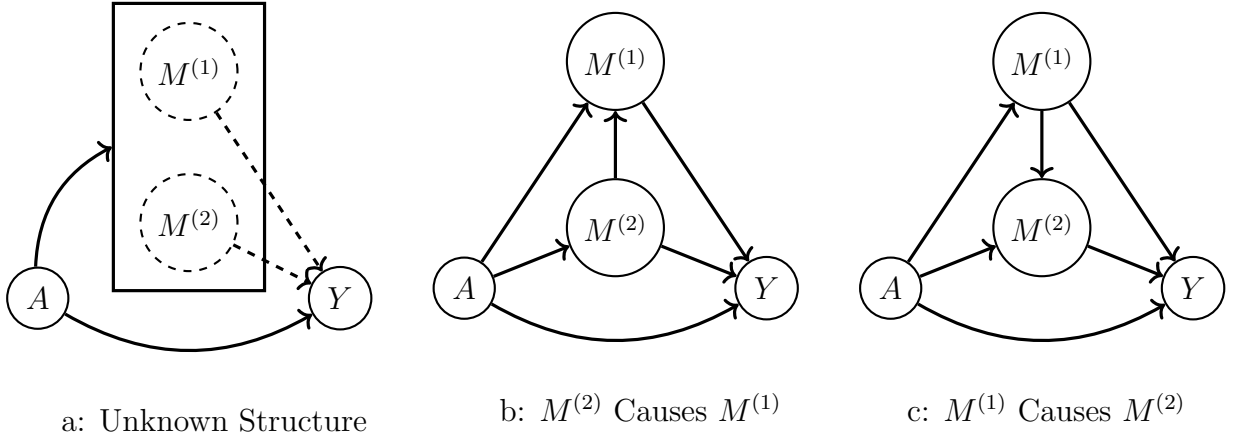 M^(1)
M^(2)
A
Y
a: Unknown Structure
M^(1)
M^(2)
A
Y
b: M^(2) Causes M^(1)
M^(1)
M^(2)
A
Y
c: M^(1) Causes M^(2)